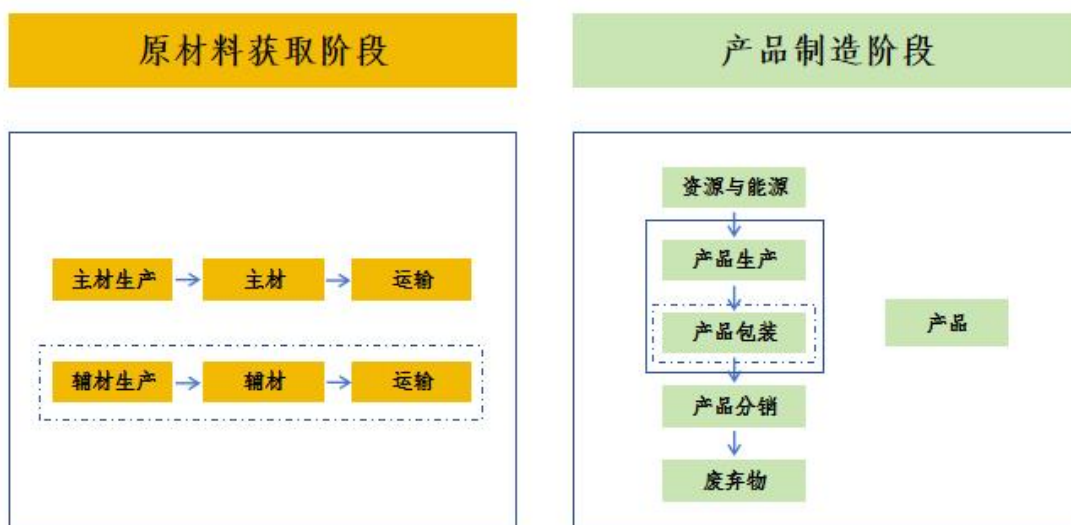 原材料获取阶段
产品制造阶段
主材生产
主材
运输
辅材生产
辅材
运输
资源与能源
产品生产
产品包装
产品分销
废弃物
产品